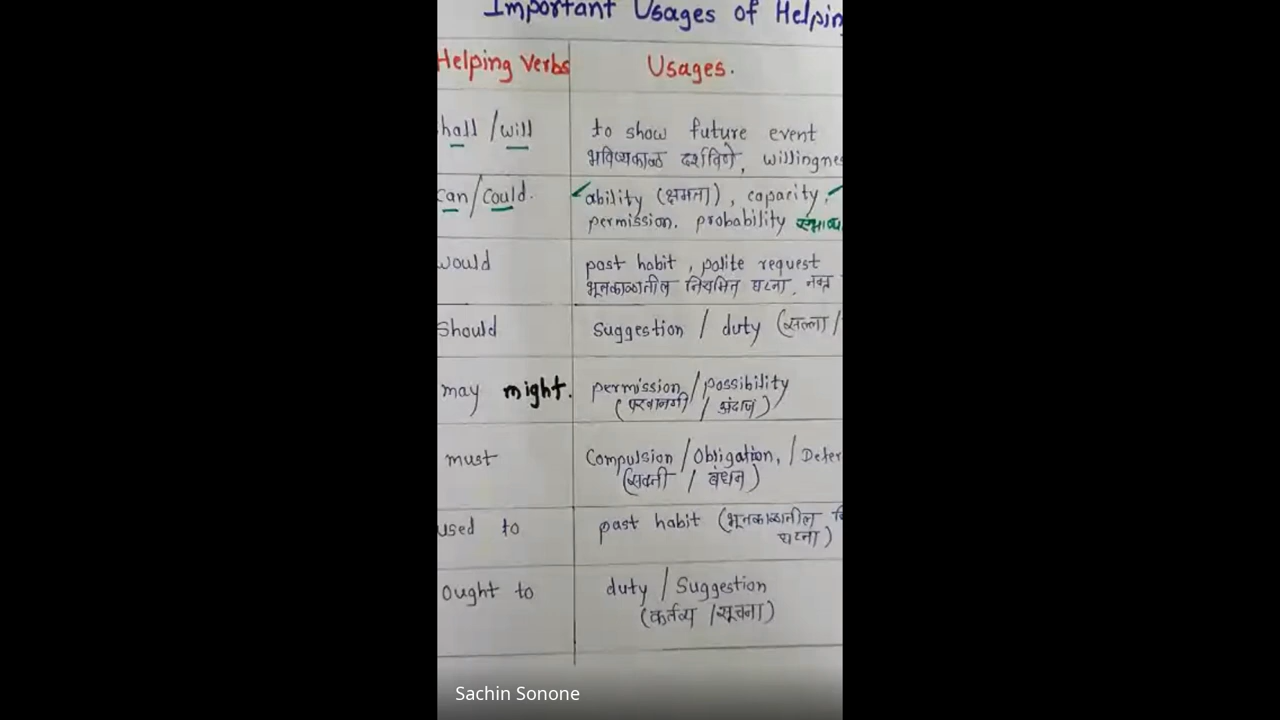 Important Usages of Helpin
Helping Verbs
Usages.
hall / will
to show future event
भविष्यकाळ दर्शविणे, willingne
can / could.
ability (क्षमता), capacity,
permission. probability संभाव्य
would
past habit, polite request
भूतकाळातील नियमित घटना, नम्र
should
Suggestion / duty (सल्ला /
may might.
permission / possibility
(परवानगी / अंदाज)
must
Compulsion / Obligation, / Deter
(सक्ती / बंधन)
used to
past habit (भूतकाळातील नि
घटना)
ought to
duty / Suggestion
(कर्तव्य / सूचना)
Sachin Sonone